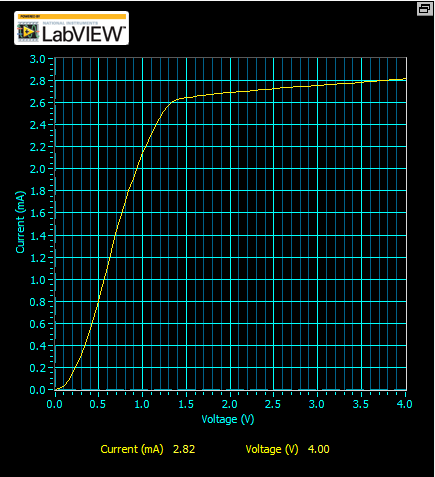 POWERED BY
NATIONAL INSTRUMENTS
LabVIEW™
3.0
2.8
2.6
2.4
2.2
2.0
1.8
1.6
1.4
1.2
1.0
0.8
0.6
0.4
0.2
0.0
Current (mA)
0.0 0.5 1.0 1.5 2.0 2.5 3.0 3.5 4.0
Voltage (V)
Current (mA) 2.82 Voltage (V) 4.00